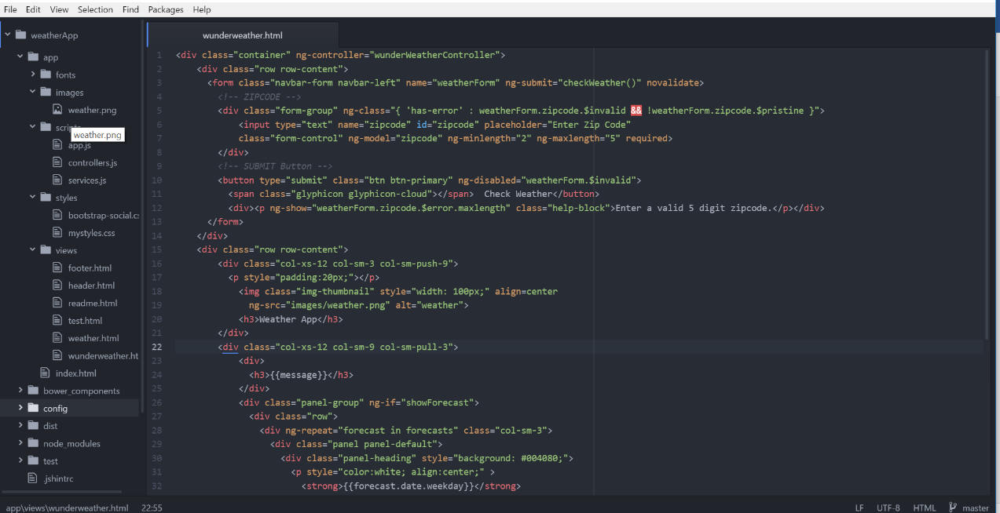 File Edit View Selection Find Packages Help
weatherApp
app
fonts
images
weather.png
scripts
weather.png
app.js
controllers.js
services.js
styles
bootstrap-social.cs
mystyles.css
views
footer.html
header.html
readme.html
test.html
weather.html
wunderweather.ht
index.html
bower_components
config
dist
node_modules
test
.jshintrc
wunderweather.html
1 <div class="container" ng-controller="wunderWeatherController">
2 <div class="row row-content">
3 <form class="navbar-form navbar-left" name="weatherForm" ng-submit="checkWeather()" novalidate>
4 <!-- ZIPCODE -->
5 <div class="form-group" ng-class="{ 'has-error' : weatherForm.zipcode.$invalid && !weatherForm.zipcode.$pristine }">
6 <input type="text" name="zipcode" id="zipcode" placeholder="Enter Zip Code"
7 class="form-control" ng-model="zipcode" ng-minlength="2" ng-maxlength="5" required>
8 </div>
9 <!-- SUBMIT Button -->
10 <button type="submit" class="btn btn-primary" ng-disabled="weatherForm.$invalid">
11 <span class="glyphicon glyphicon-cloud"></span>  Check Weather</button>
12 <div><p ng-show="weatherForm.zipcode.$error.maxlength" class="help-block">Enter a valid 5 digit zipcode.</p></div>
13 </form>
14 </div>
15 <div class="row row-content">
16 <div class="col-xs-12 col-sm-3 col-sm-push-9">
17 <p style="padding:20px;"></p>
18 <img class="img-thumbnail" style="width: 100px;" align=center
19 ng-src="images/weather.png" alt="weather">
20 <h3>Weather App</h3>
21 </div>
22 <div class="col-xs-12 col-sm-9 col-sm-pull-3">
23 <div>
24 <h3>{{message}}</h3>
25 </div>
26 <div class="panel-group" ng-if="showForecast">
27 <div class="row">
28 <div ng-repeat="forecast in forecasts" class="col-sm-3">
29 <div class="panel panel-default">
30 <div class="panel-heading" style="background: #004080;">
31 <p style="color:white; align:center;" >
32 <strong>{{forecast.date.weekday}}</strong>
app\views\wunderweather.html 22:55 LF UTF-8 HTML master